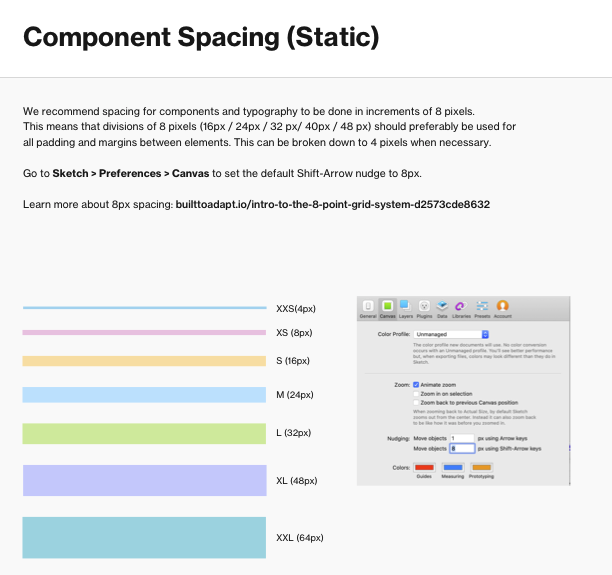 Component Spacing (Static)
We recommend spacing for components and typography to be done in increments of 8 pixels.
This means that divisions of 8 pixels (16px / 24px / 32 px/ 40px / 48 px) should preferably be used for
all padding and margins between elements. This can be broken down to 4 pixels when necessary.
Go to Sketch > Preferences > Canvas to set the default Shift-Arrow nudge to 8px.
Learn more about 8px spacing: builttoadapt.io/intro-to-the-8-point-grid-system-d2573cde8632
XXS(4px)
XS (8px)
S (16px)
M (24px)
L (32px)
XL (48px)
XXL (64px)
General Canvas Layers Plugins Data Libraries Presets Account
Color Profile: Unmanaged
The color profile new documents will use. No color conversion
occurs with an Unmanaged profile. You'll see better performance
but, when exporting files, colors may look different than they do in
Sketch.
Zoom: Animate zoom
Zoom in on selection
Zoom back to previous Canvas position
When zooming back to Actual Size, by default Sketch
zooms out from the center. Instead it can also zoom back
to be like how it was before you zoomed in.
Nudging: Move objects 1 px using Arrow keys
Move objects 8 px using Shift-Arrow keys
Colors:
Guides Measuring Prototyping